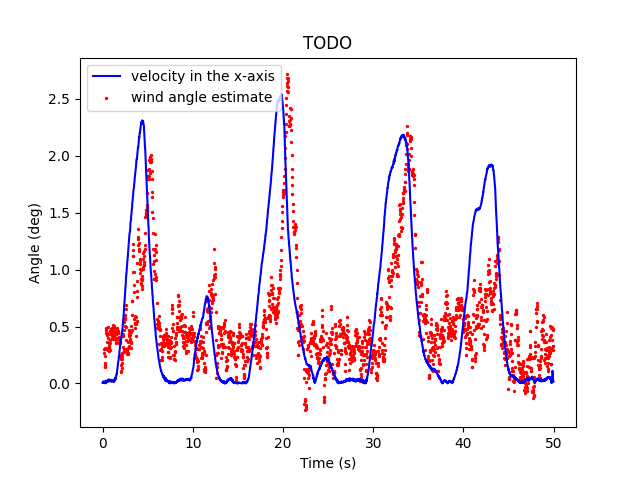 TODO
velocity in the x-axis
wind angle estimate
Angle (deg)
2.5
2.0
1.5
1.0
0.5
0.0
0 10 20 30 40 50
Time (s)